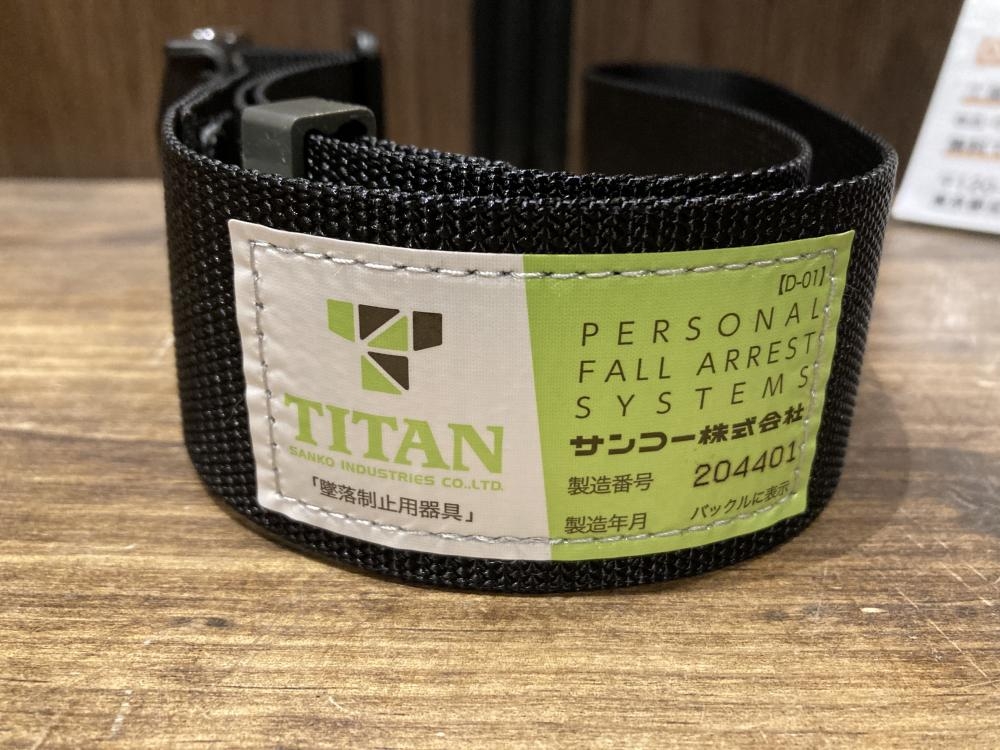 TITAN
SANKO INDUSTRIES CO.,LTD.
「墜落制止用器具」
【D-01】
PERSONAL
FALL ARREST
SYSTEMS
サンコー株式会社
製造番号 204401
製造年月 バックルに表示